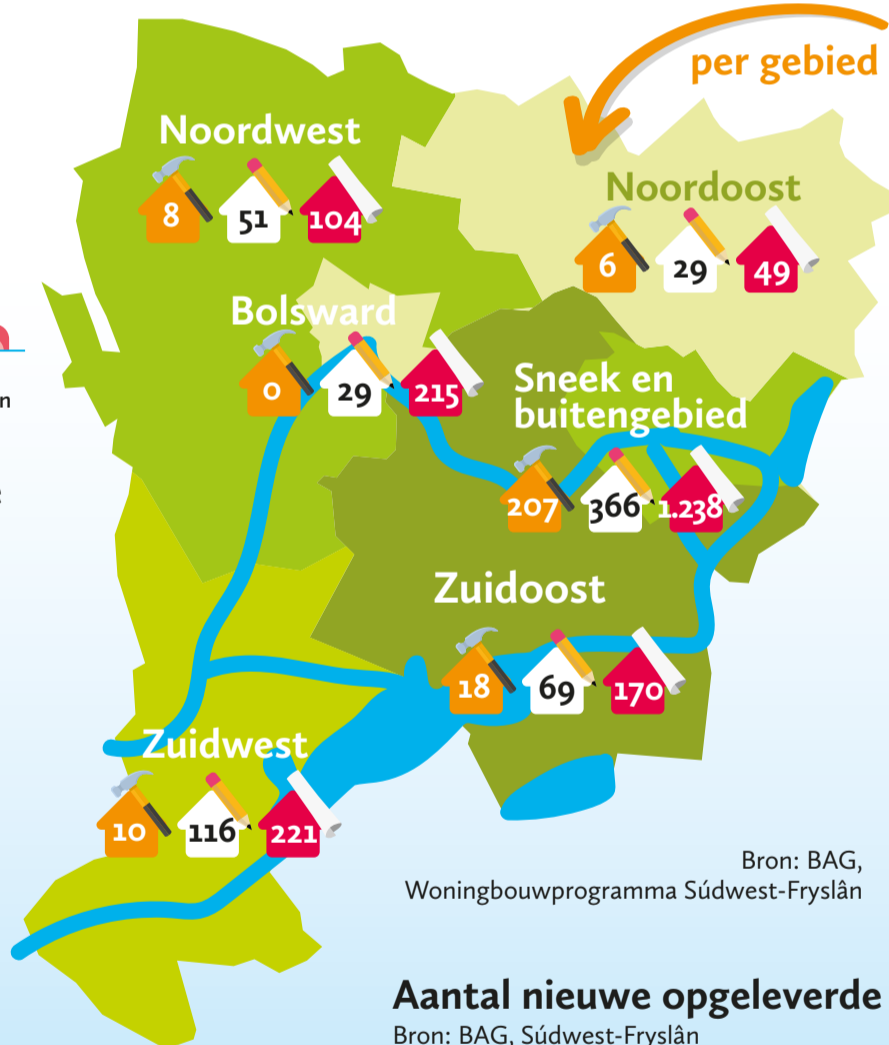 per gebied
Noordwest
8 51 104
Noordoost
6 29 49
Bolsward
0 29 215
n
Sneek en
buitengebied
207 366 1.238
Zuidoost
18 69 170
Zuidwest
10 116 221
Bron: BAG,
Woningbouwprogramma Súdwest-Fryslân
Aantal nieuwe opgeleverde
Bron: BAG, Súdwest-Fryslân